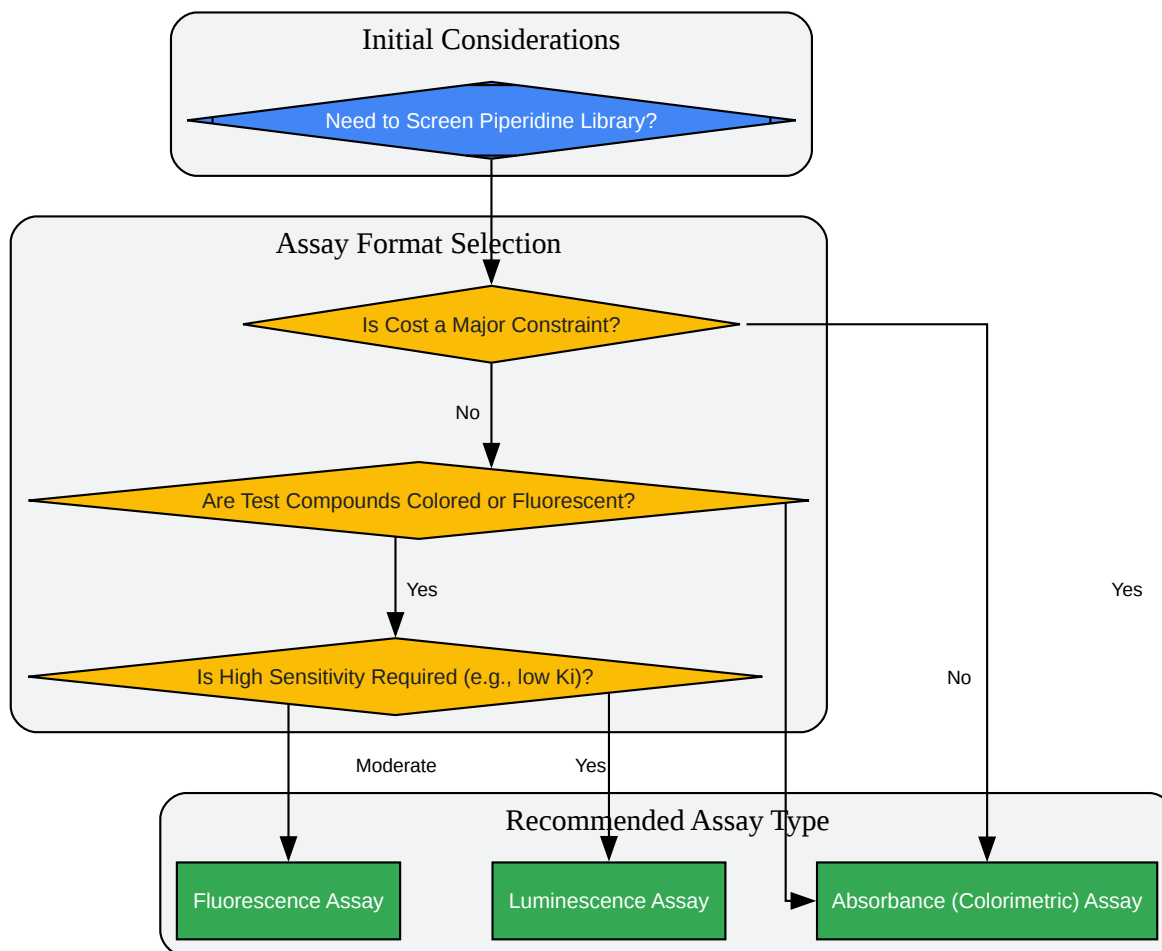 Initial Considerations
Need to Screen Piperidine Library?
Assay Format Selection
Is Cost a Major Constraint?
No
Are Test Compounds Colored or Fluorescent?
Yes
Yes
Is High Sensitivity Required (e.g., low Ki)?
No
Moderate
Yes
Recommended Assay Type
Fluorescence Assay
Luminescence Assay
Absorbance (Colorimetric) Assay